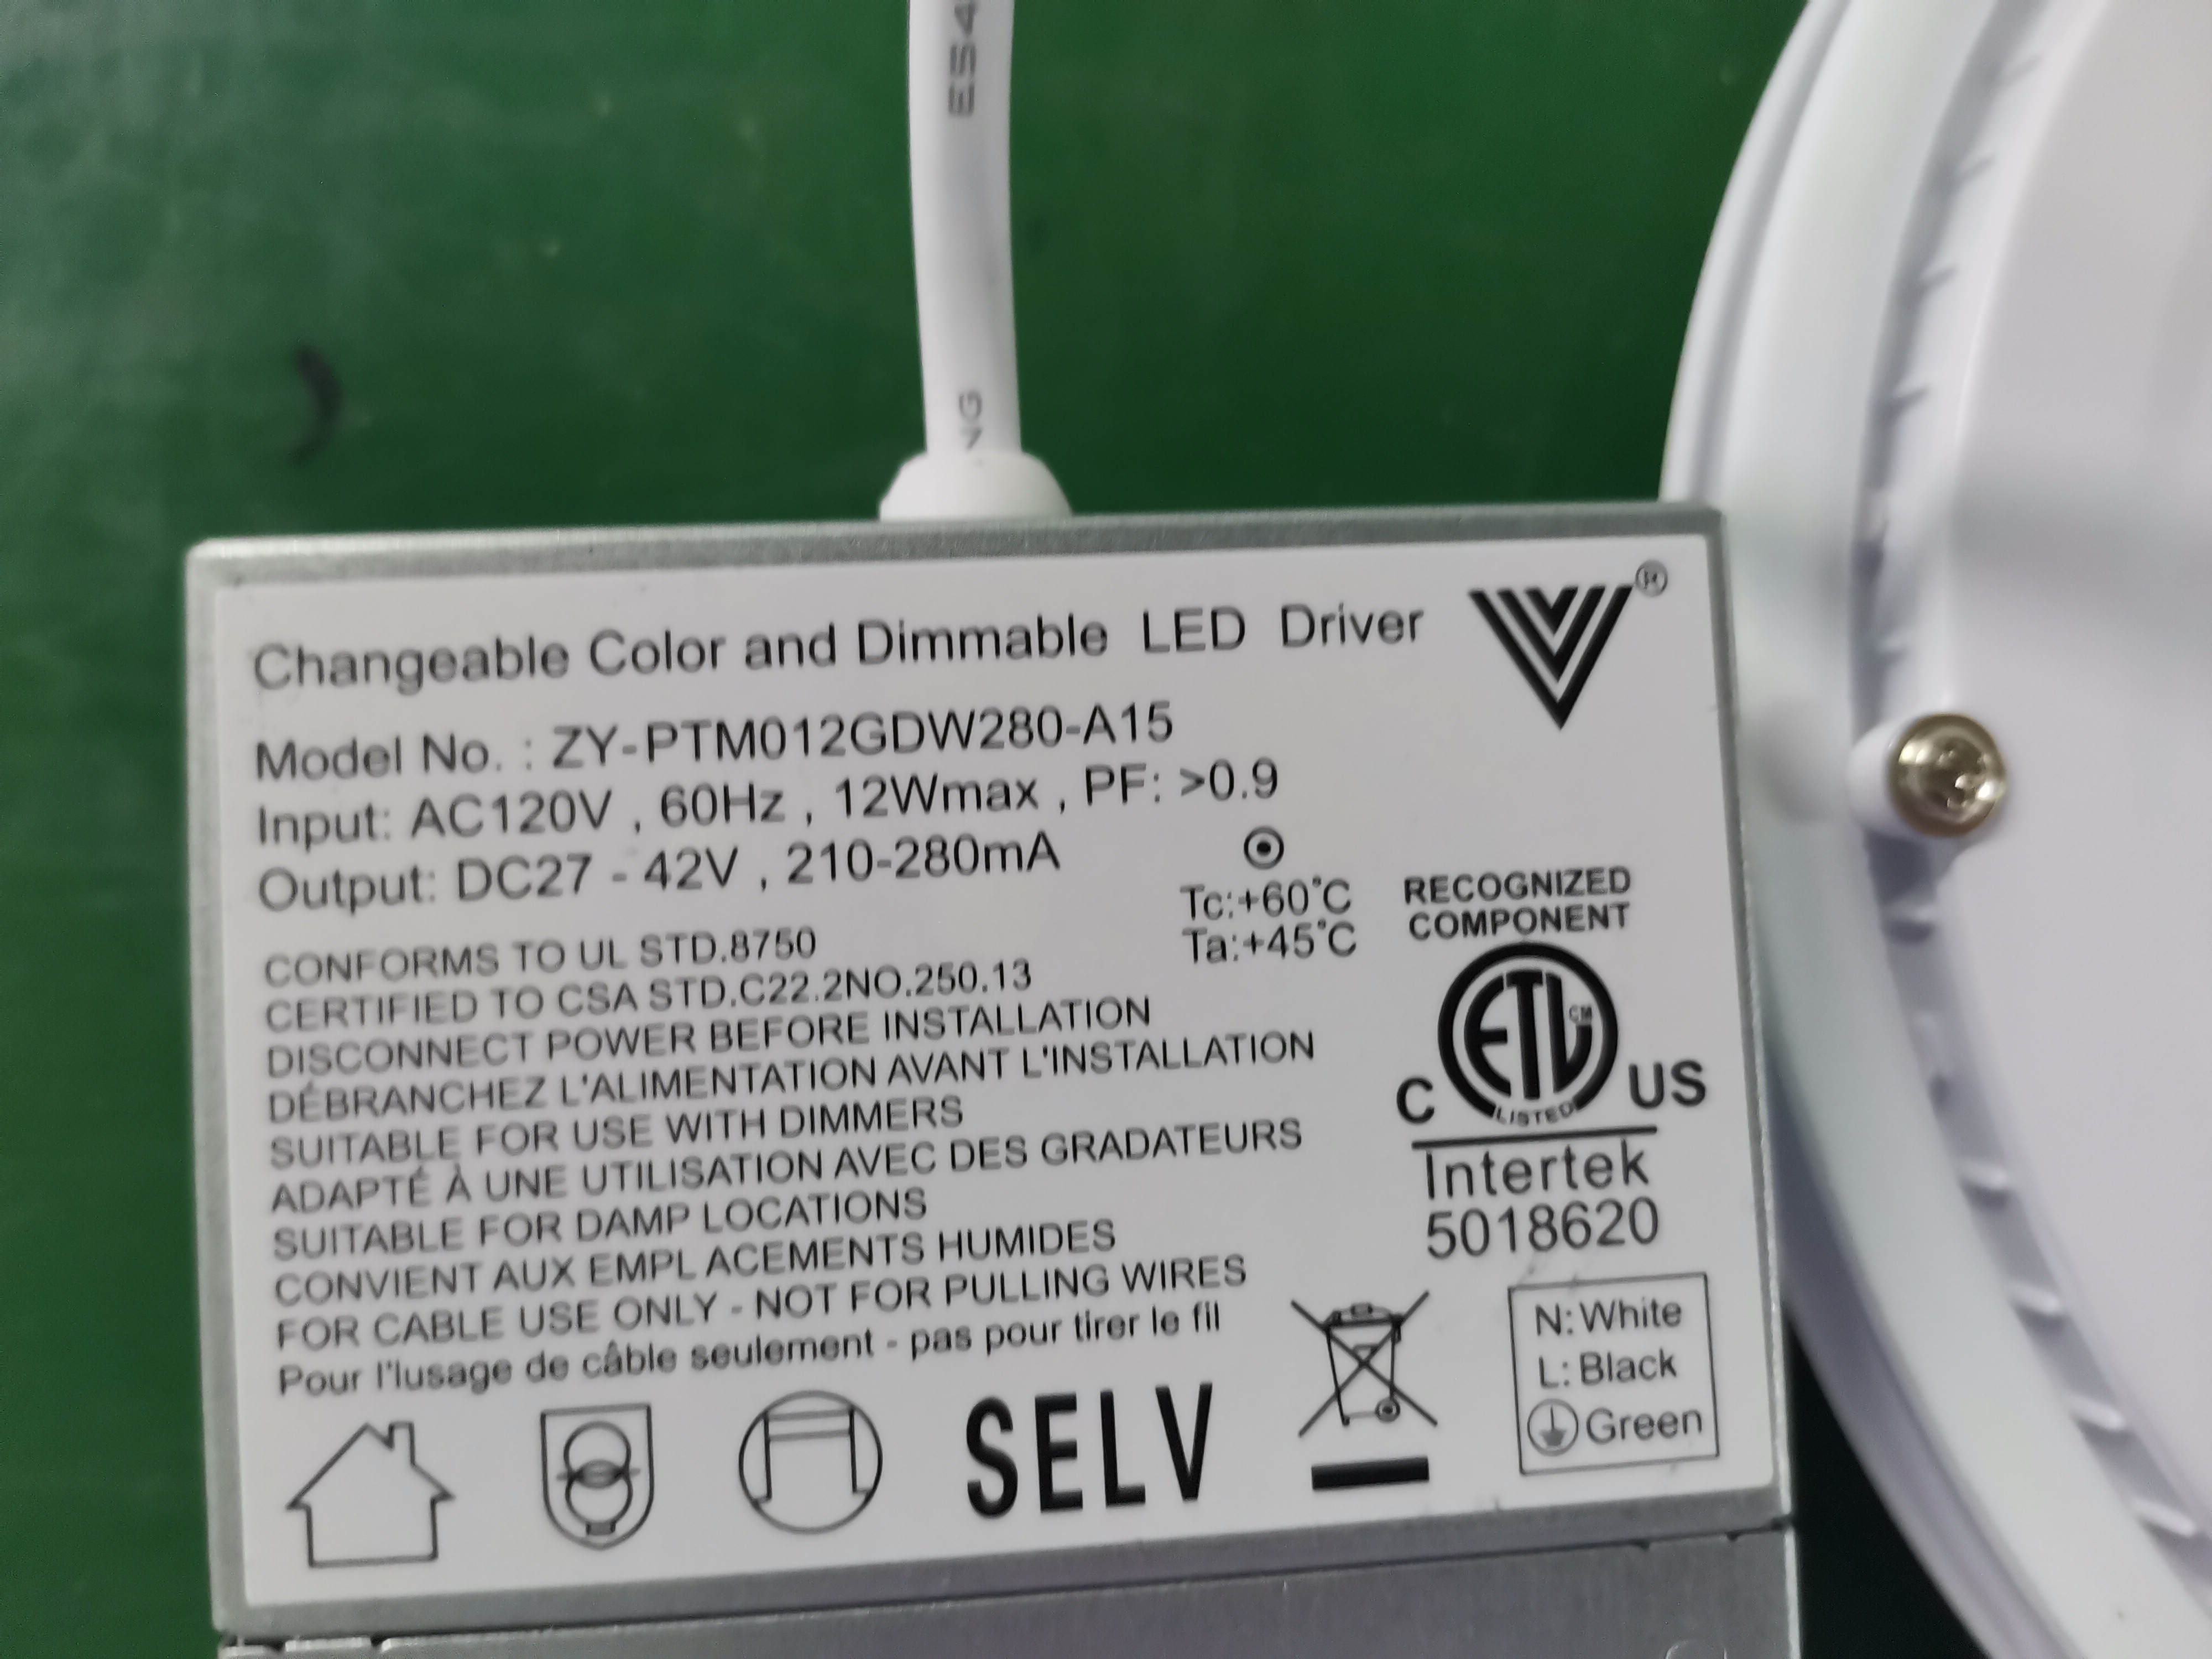 ES4
NG
Changeable Color and Dimmable LED Driver
®
Model No. : ZY-PTM012GDW280-A15
Input: AC120V , 60Hz , 12Wmax , PF: >0.9
Output: DC27 - 42V , 210-280mA
Tc:+60°C
Ta:+45°C
RECOGNIZED
COMPONENT
CONFORMS TO UL STD.8750
CERTIFIED TO CSA STD.C22.2NO.250.13
DISCONNECT POWER BEFORE INSTALLATION
DÉBRANCHEZ L'ALIMENTATION AVANT L'INSTALLATION
SUITABLE FOR USE WITH DIMMERS
ADAPTÉ À UNE UTILISATION AVEC DES GRADATEURS
SUITABLE FOR DAMP LOCATIONS
CONVIENT AUX EMPL ACEMENTS HUMIDES
FOR CABLE USE ONLY - NOT FOR PULLING WIRES
Pour l'lusage de câble seulement - pas pour tirer le fil
ETL CM
LISTED
C US
Intertek
5018620
N: White
L: Black
Green
SELV